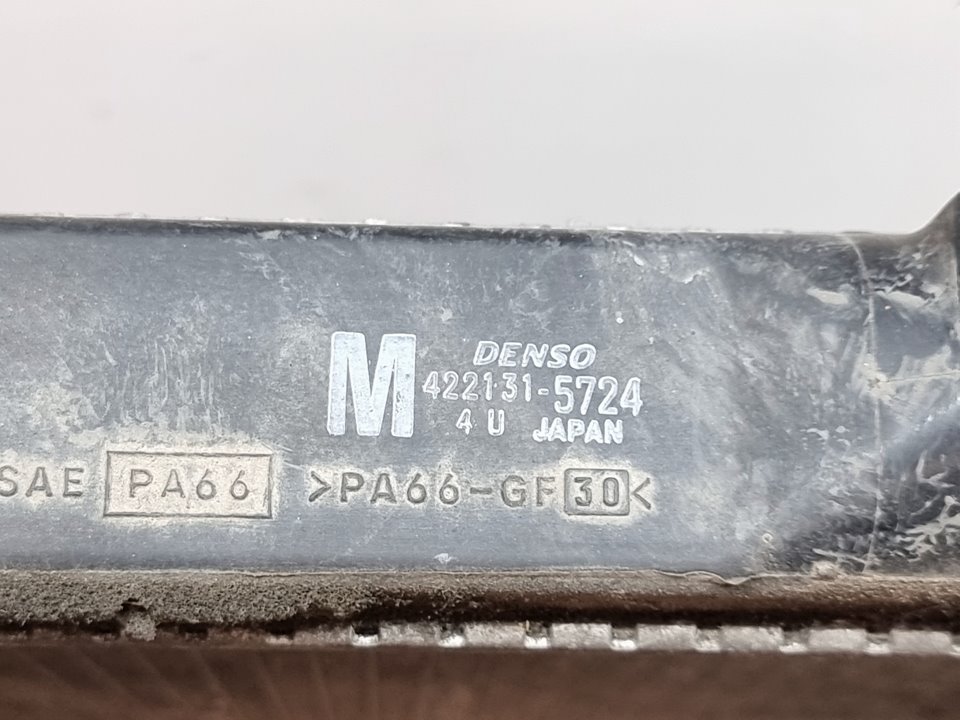 M
DENSO
422131-5724
4 U JAPAN
SAE PA66 >PA66-GF30<